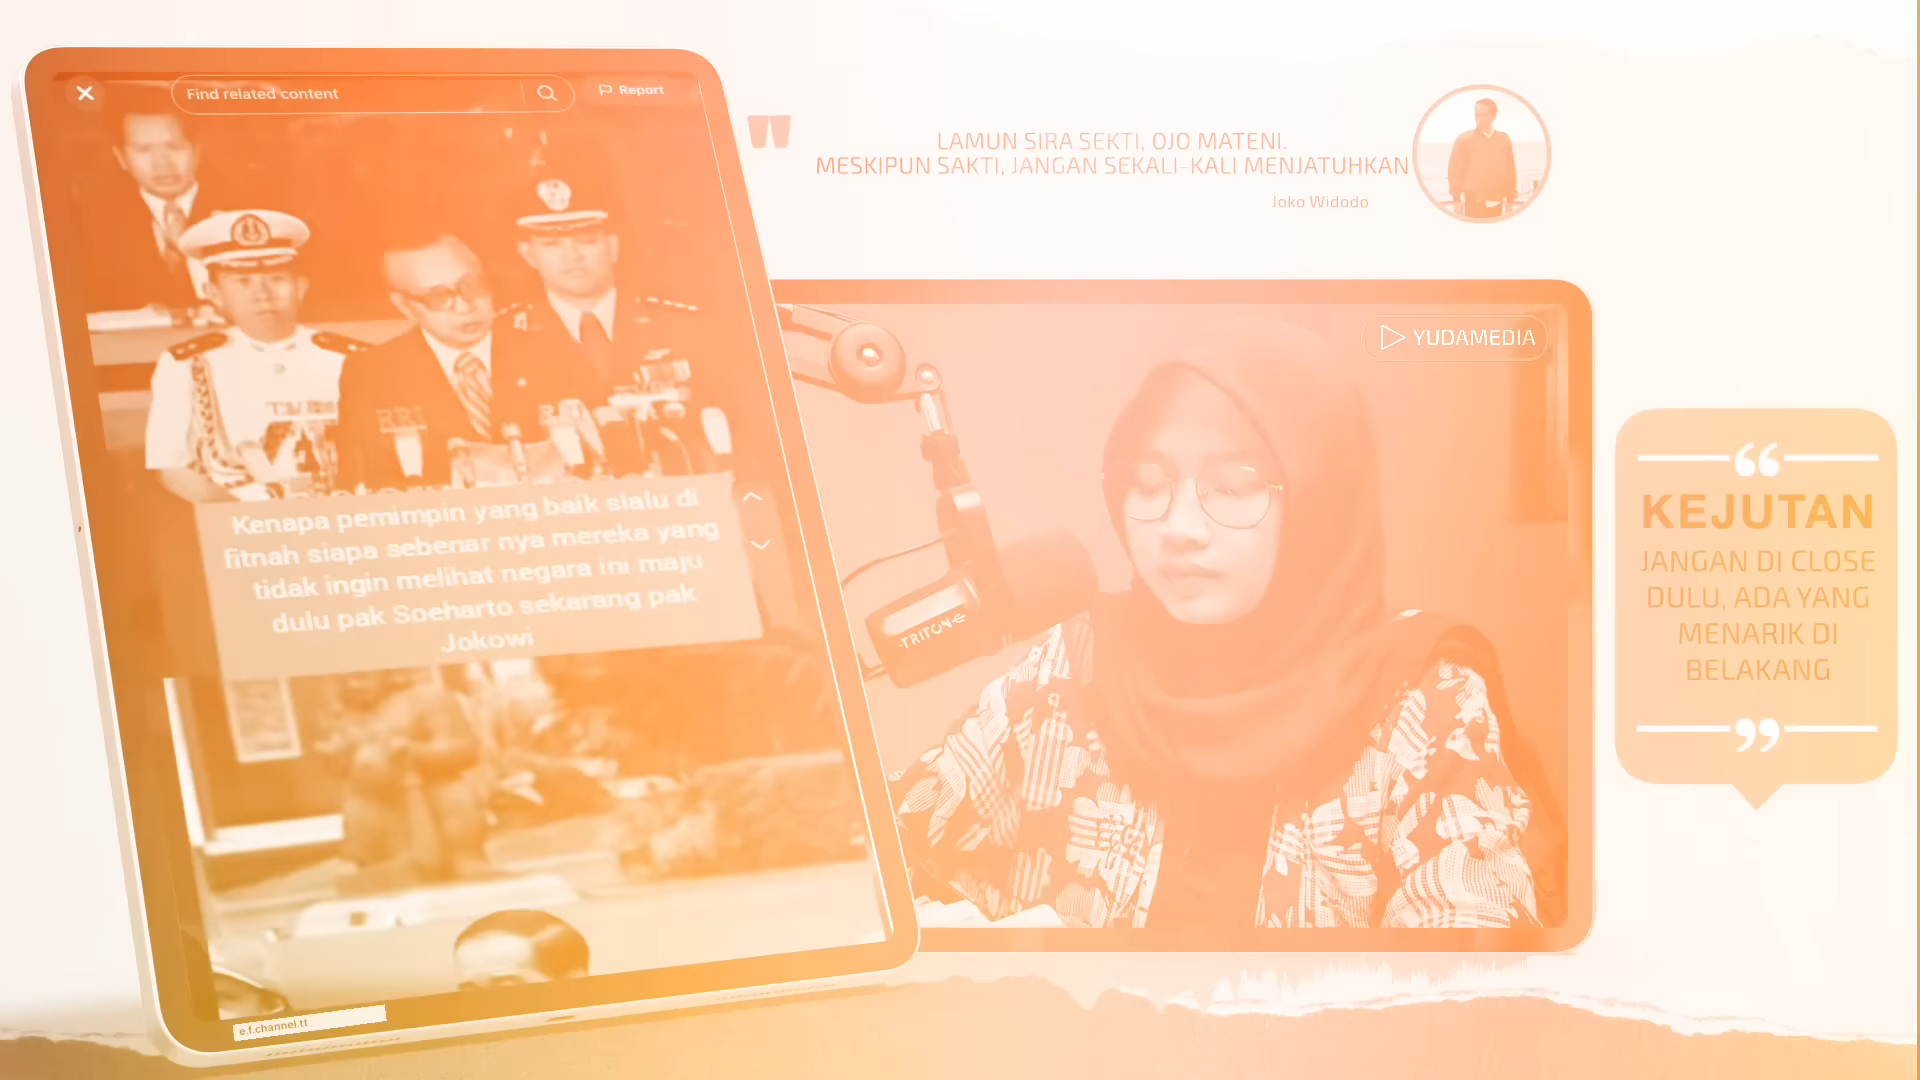 Find related content
Report
LAMUN SIRA SEKTI, OJO MATENI.
MESKIPUN SAKTI, JANGAN SEKALI-KALI MENJATUHKAN
Joko Widodo
YUDAMEDIA
RRI
Kenapa pemimpin yang baik slalu di
fitnah siapa sebenar nya mereka yang
tidak ingin melihat negara ini maju
dulu pak Soeharto sekarang pak
Jokowi
TRITON
KEJUTAN
JANGAN DI CLOSE
DULU, ADA YANG
MENARIK DI
BELAKANG
e.f.channel.tt